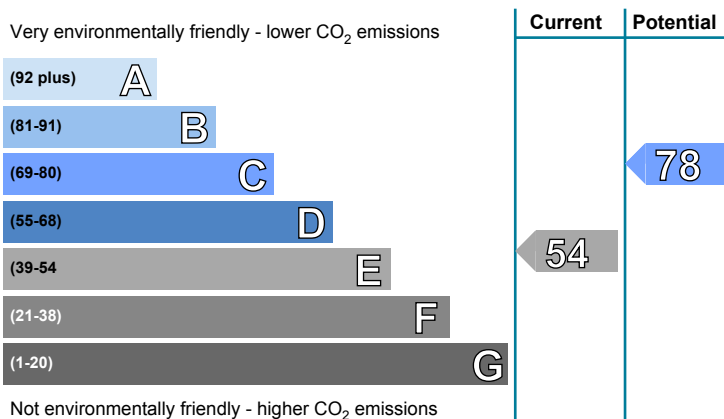 Current Potential
Very environmentally friendly - lower CO2 emissions
(92 plus) A
(81-91) B
(69-80) C
78
(55-68) D
(39-54 E
54
(21-38) F
(1-20) G
Not environmentally friendly - higher CO2 emissions